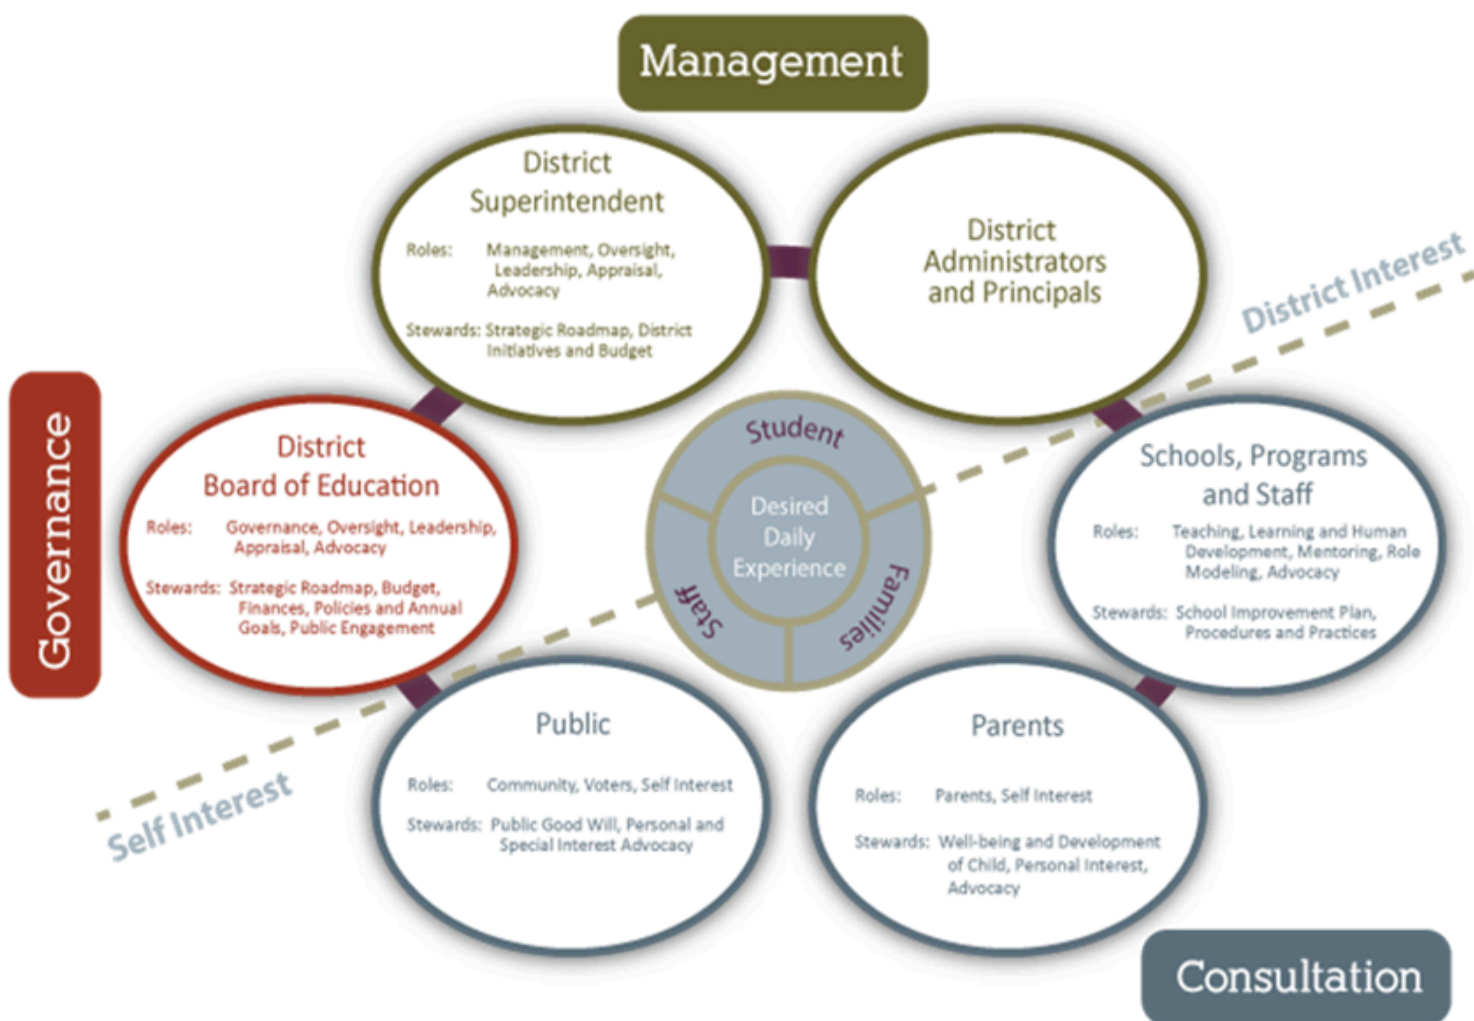 Management
District
Superintendent
Roles: Management, Oversight,
Leadership, Appraisal,
Advocacy
Stewards: Strategic Roadmap, District
Initiatives and Budget
District
Administrators
and Principals
District Interest
Governance
District
Board of Education
Roles: Governance, Oversight, Leadership,
Appraisal, Advocacy
Stewards: Strategic Roadmap, Budget,
Finances, Policies and Annual
Goals, Public Engagement
Student
Staff
Families
Desired
Daily
Experience
Schools, Programs
and Staff
Roles: Teaching, Learning and Human
Development, Mentoring, Role
Modeling, Advocacy
Stewards: School Improvement Plan,
Procedures and Practices
Self Interest
Public
Roles: Community, Voters, Self Interest
Stewards: Public Good Will, Personal and
Special Interest Advocacy
Parents
Roles: Parents, Self Interest
Stewards: Well-being and Development
of Child, Personal Interest,
Advocacy
Consultation